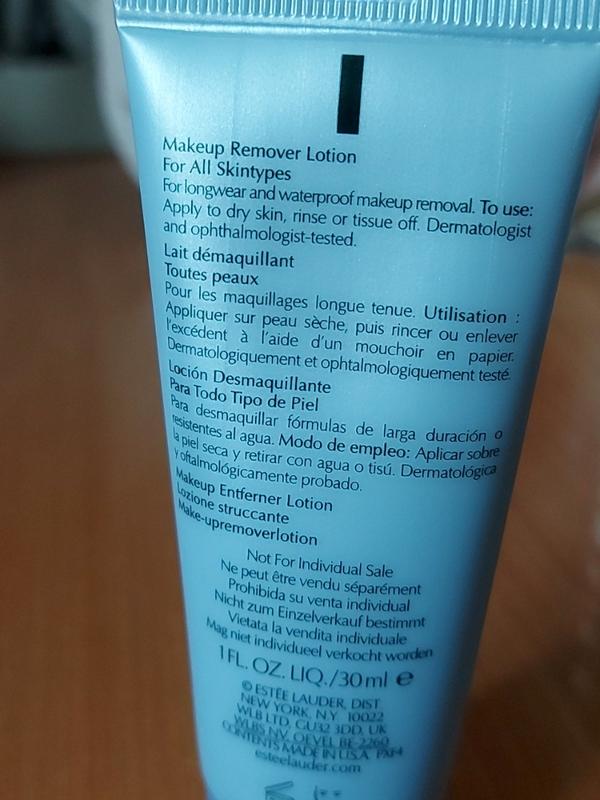 Makeup Remover Lotion
For All Skintypes
For longwear and waterproof makeup removal. To use:
Apply to dry skin, rinse or tissue off. Dermatologist
and ophthalmologist-tested.
Lait démaquillant
Toutes peaux
Pour les maquillages longue tenue. Utilisation :
Appliquer sur peau sèche, puis rincer ou enlever
l'excédent à l'aide d'un mouchoir en papier.
Dermatologiquement et ophtalmologiquement testé.
Loción Desmaquillante
Para Todo Tipo de Piel
Para desmaquillar fórmulas de larga duración o
resistentes al agua. Modo de empleo: Aplicar sobre
la piel seca y retirar con agua o tisú. Dermatológica
y oftalmológicamente probado.
Makeup Entferner Lotion
Lozione struccante
Make-upremoverlotion
Not For Individual Sale
Ne peut être vendu séparément
Prohibida su venta individual
Nicht zum Einzelverkauf bestimmt
Vietata la vendita individuale
Mag niet individueel verkocht worden
1 FL. OZ. LIQ./30 ml e
© ESTÉE LAUDER, DIST.
NEW YORK, N.Y. 10022
WLB LTD, GU32 3DD, UK
WLBS NV, OEVEL BE-2260
CONTENTS MADE IN U.S.A.
esteelauder.com